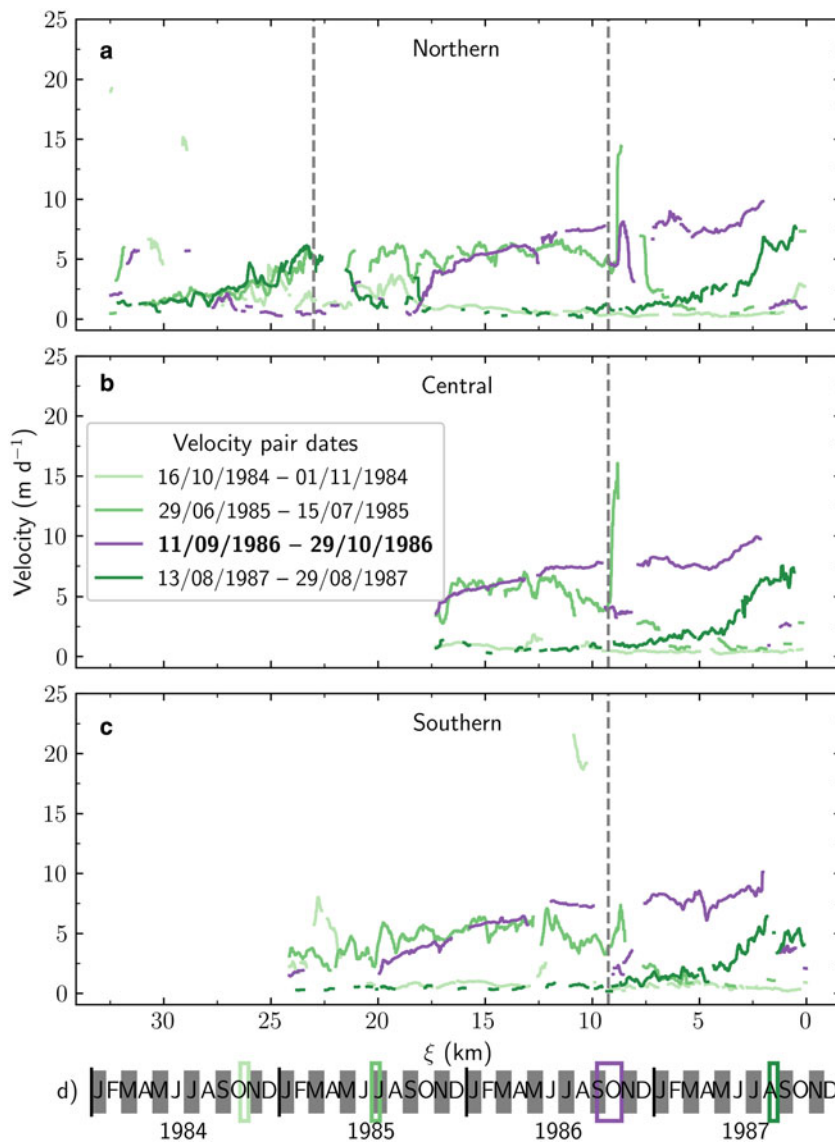 a
Northern
25
20
15
10
5
0
b
Central
25
20
15
10
5
0
Velocity (m d⁻¹)
Velocity pair dates
16/10/1984 – 01/11/1984
29/06/1985 – 15/07/1985
11/09/1986 – 29/10/1986
13/08/1987 – 29/08/1987
c
Southern
25
20
15
10
5
0
30 25 20 15 10 5 0
ξ (km)
d) JFMAMJJASOND JFMAMJJASOND JFMAMJJASOND JFMAMJJASOND
1984 1985 1986 1987